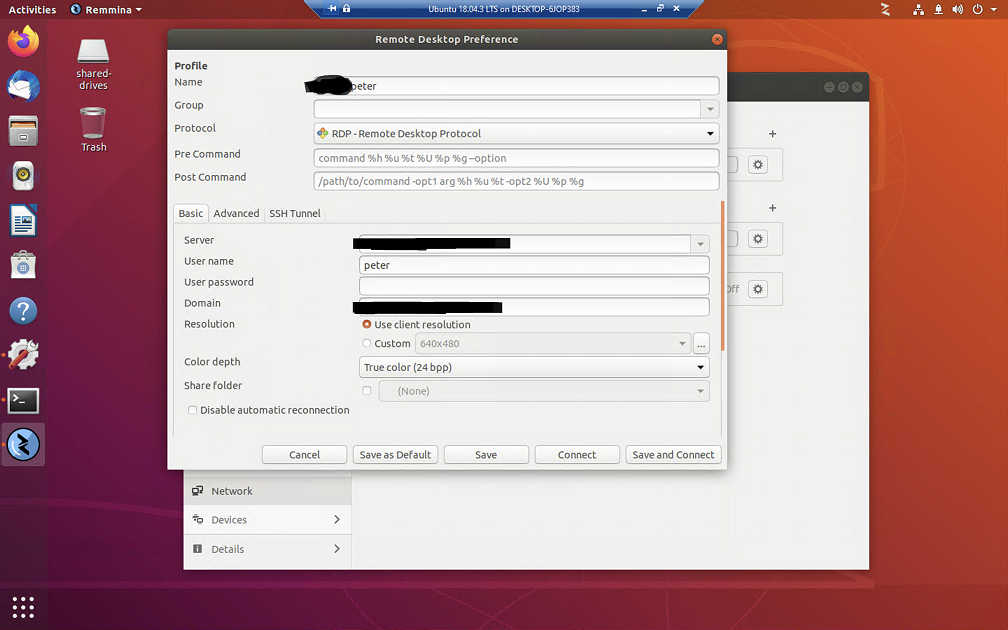 Activities Remmina Ubuntu 18.04.3 LTS on DESKTOP-6JOP383
shared-
drives
Trash
Remote Desktop Preference
Profile
Name peter
Group
Protocol RDP - Remote Desktop Protocol
Pre Command command %h %u %t %U %p %g --option
Post Command /path/to/command -opt1 arg %h %u %t -opt2 %U %p %g
Basic Advanced SSH Tunnel
Server
User name peter
User password
Domain
Resolution Use client resolution
Custom 640x480 ...
Color depth True color (24 bpp)
Share folder (None)
Disable automatic reconnection
Cancel Save as Default Save Connect Save and Connect
Off
Network
Devices
Details